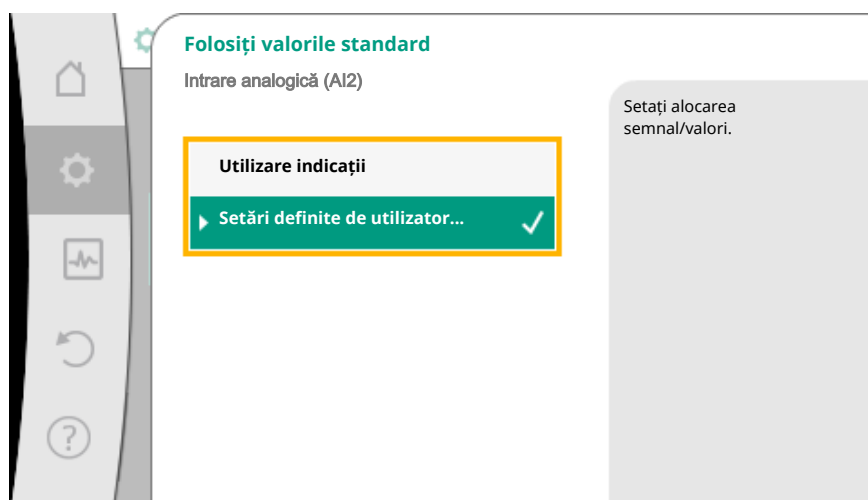 Folosiți valorile standard
Intrare analogică (AI2)
Setați alocarea
semnal/valori.
Utilizare indicații
Setări definite de utilizator...
?